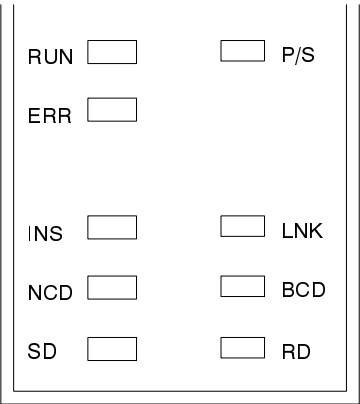 RUN P/S
ERR
INS LNK
NCD BCD
SD RD